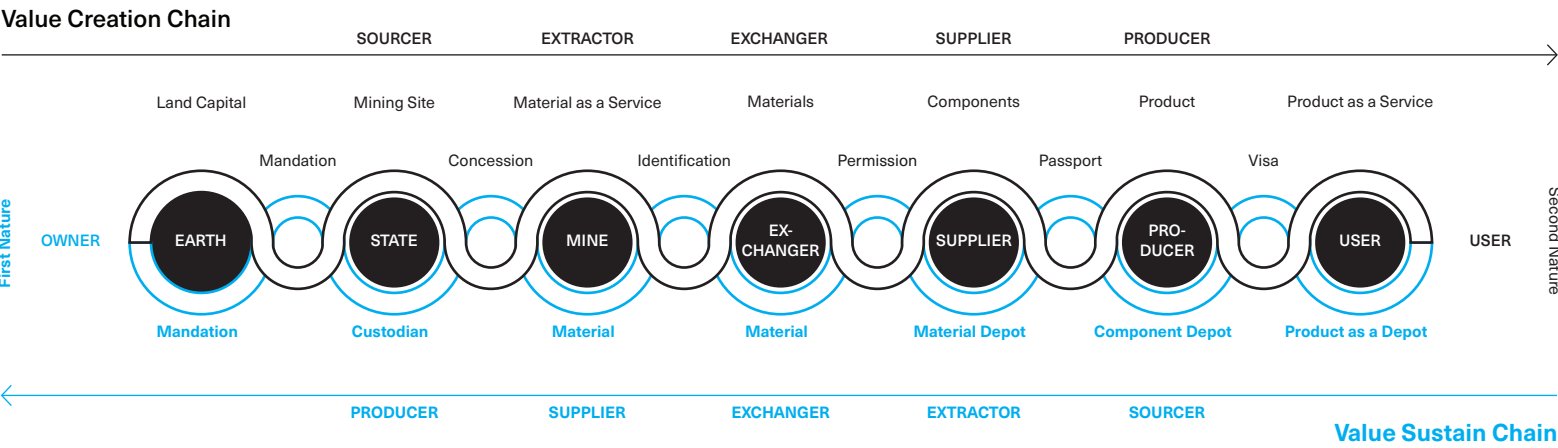 Value Creation Chain
SOURCER EXTRACTOR EXCHANGER SUPPLIER PRODUCER
Land Capital Mining Site Material as a Service Materials Components Product Product as a Service
Mandation Concession Identification Permission Passport Visa
First Nature
OWNER
EARTH
STATE
MINE
EX-
CHANGER
SUPPLIER
PRO-
DUCER
USER
USER
Second Nature
Mandation Custodian Material Material Material Depot Component Depot Product as a Depot
PRODUCER SUPPLIER EXCHANGER EXTRACTOR SOURCER
Value Sustain Chain